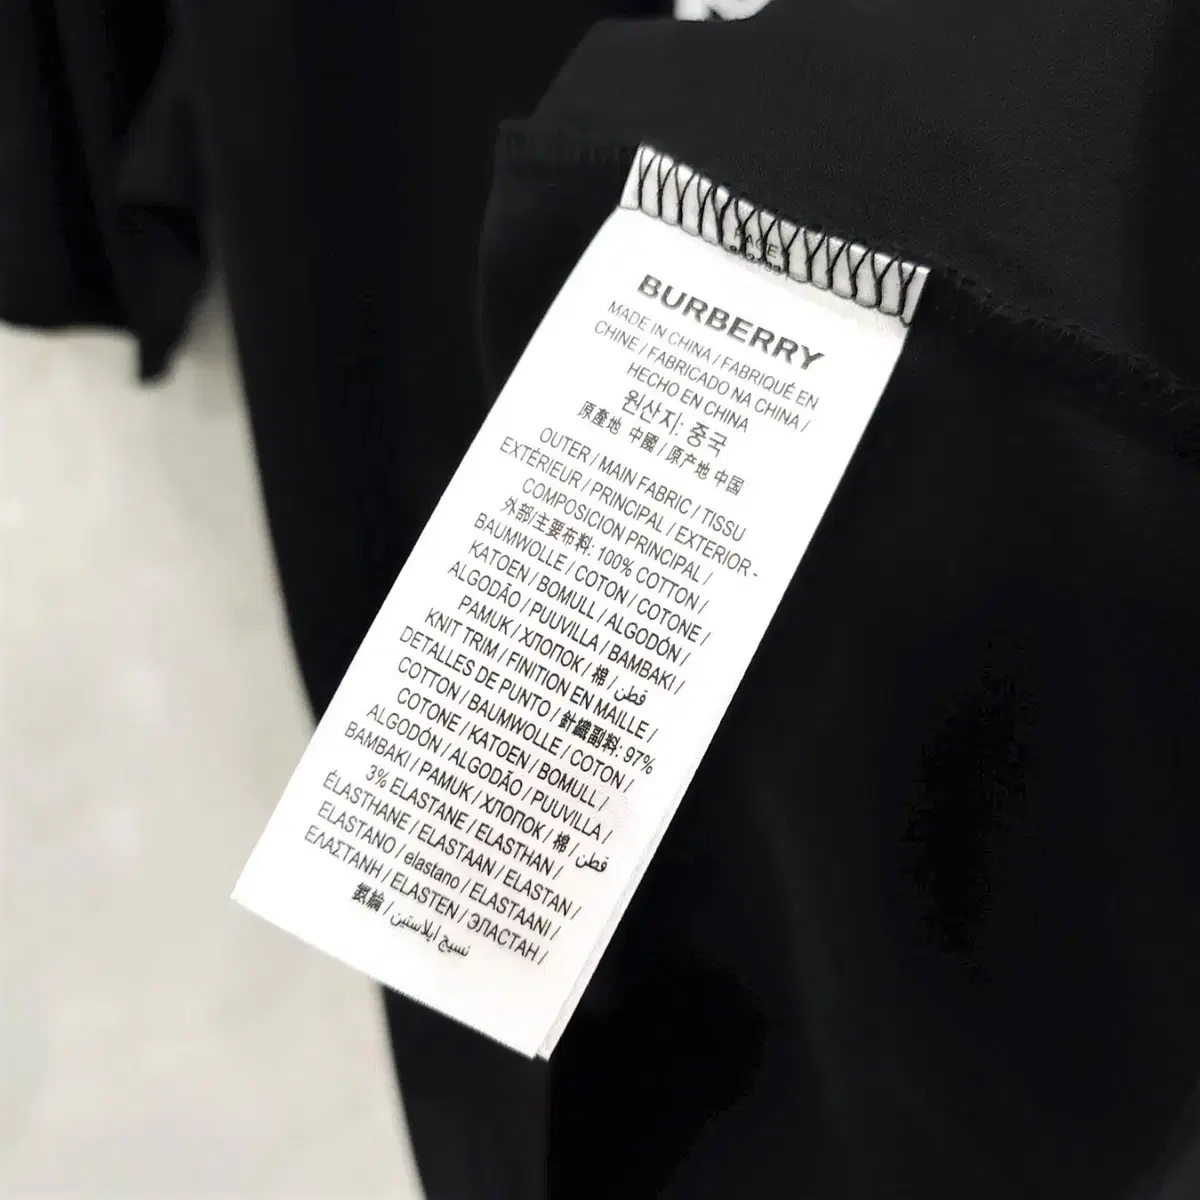 BURBERRY
MADE IN CHINA / FABRIQUÉ EN
CHINE / FABRICADO NA CHINA /
HECHO EN CHINA
원산지: 중국
原產地 中國 / 原产地 中国
OUTER / MAIN FABRIC / TISSU
EXTÉRIEUR / PRINCIPAL / EXTERIOR -
COMPOSICION PRINCIPAL /
外部/主要布料: 100% COTTON /
BAUMWOLLE / COTON / COTONE /
KATOEN / BOMULL / ALGODÓN /
ALGODÃO / PUUVILLA / BAMBAKI /
PAMUK / ХЛОПОК / 棉 / قطن
KNIT TRIM / FINITION EN MAILLE /
DETALLES DE PUNTO / 針織副料: 97%
COTTON / BAUMWOLLE / COTON /
COTONE / KATOEN / BOMULL /
ALGODÓN / ALGODÃO / PUUVILLA /
BAMBAKI / PAMUK / ХЛОПОК / 棉 / قطن
3% ELASTANE / ELASTHAN /
ÉLASTHANE / ELASTAAN / ELASTAN /
ELASTANO / elastano / ELASTAANI /
ΕΛΑΣΤΑΝΗ / ELASTEN / ЭЛАСТАН /
氨綸 / نسيج ايلاستين